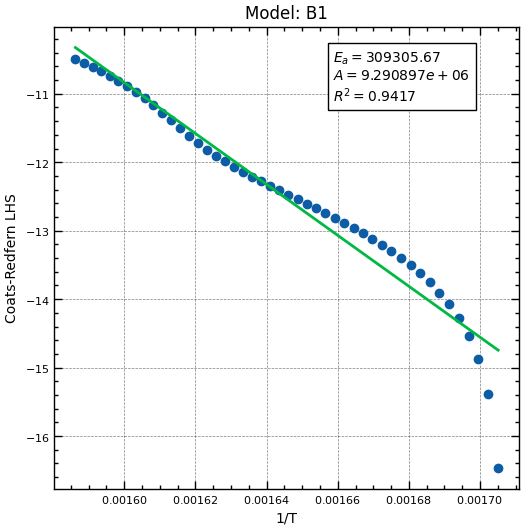 Model: B1
E_a = 309305.67
A = 9.290897e + 06
R² = 0.9417
Coats-Redfern LHS
−11
−12
−13
−14
−15
−16
0.00160 0.00162 0.00164 0.00166 0.00168 0.00170
1/T